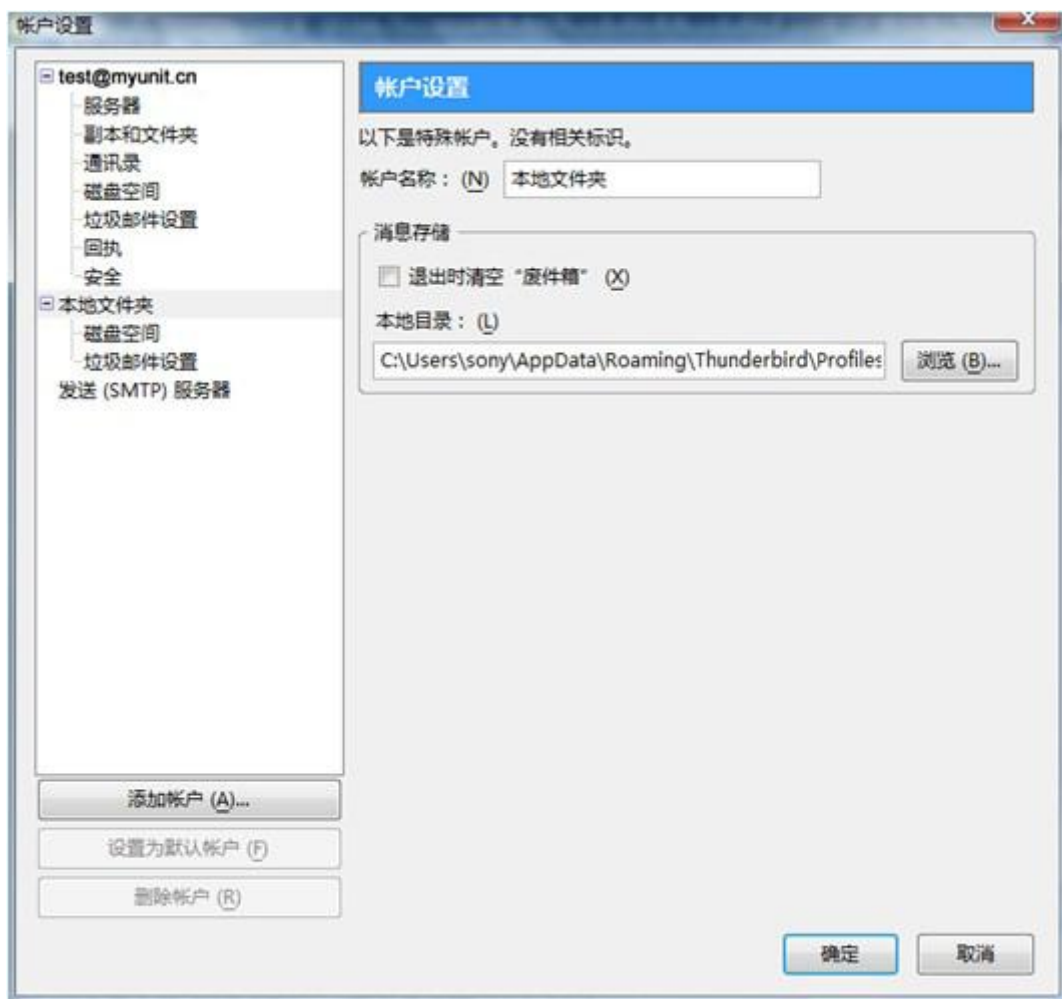 帐户设置
test@myunit.cn
服务器
副本和文件夹
通讯录
磁盘空间
垃圾邮件设置
回执
安全
本地文件夹
磁盘空间
垃圾邮件设置
发送 (SMTP) 服务器
添加帐户 (A)...
设置为默认帐户 (F)
删除帐户 (R)
帐户设置
以下是特殊帐户。没有相关标识。
帐户名称： (N) 本地文件夹
消息存储
退出时清空 “废件箱” (X)
本地目录： (L)
C:\Users\sony\AppData\Roaming\Thunderbird\Profiles 浏览 (B)...
确定 取消